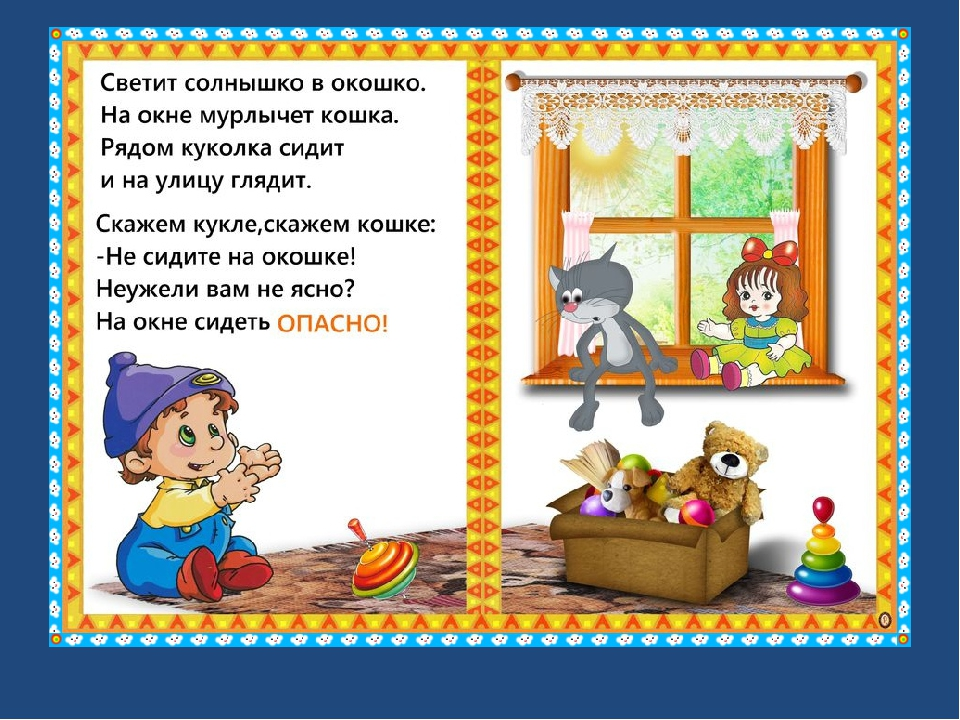 Светит солнышко в окошко.
На окне мурлычет кошка.
Рядом куколка сидит
и на улицу глядит.
Скажем кукле,скажем кошке:
-Не сидите на окошке!
Неужели вам не ясно?
На окне сидеть ОПАСНО!